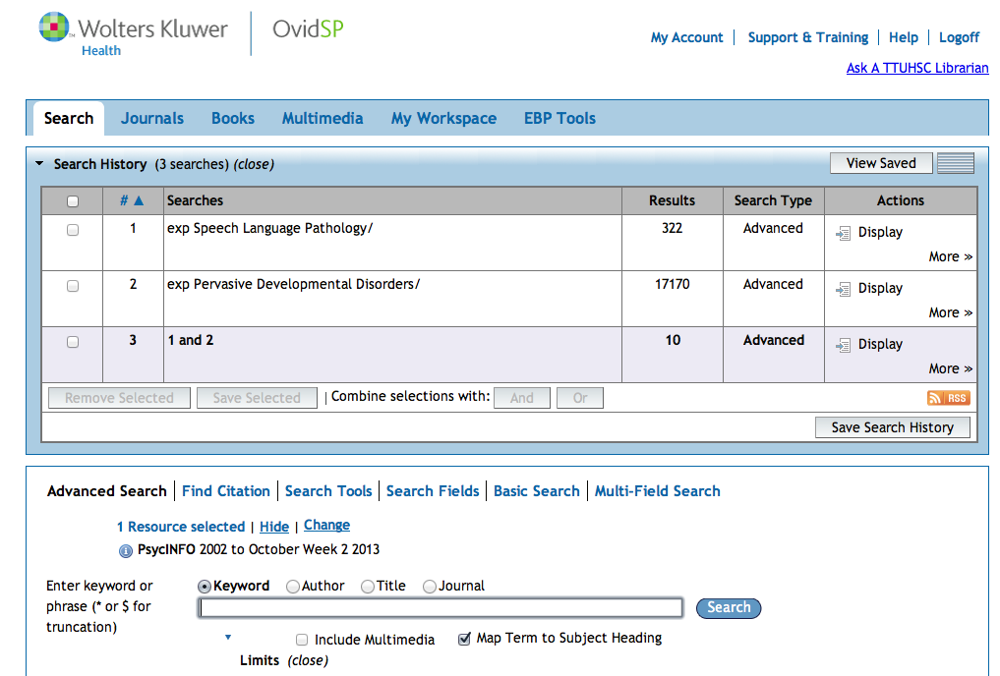 Wolters Kluwer
Health
OvidSP
My Account | Support & Training | Help | Logoff
Ask A TTUHSC Librarian
Search Journals Books Multimedia My Workspace EBP Tools
Search History (3 searches) (close) View Saved
# ▲ Searches Results Search Type Actions
1 exp Speech Language Pathology/ 322 Advanced Display
More »
2 exp Pervasive Developmental Disorders/ 17170 Advanced Display
More »
3 1 and 2 10 Advanced Display
More »
Remove Selected Save Selected | Combine selections with: And Or RSS
Save Search History
Advanced Search | Find Citation | Search Tools | Search Fields | Basic Search | Multi-Field Search
1 Resource selected | Hide | Change
i PsycINFO 2002 to October Week 2 2013
Enter keyword or
phrase (* or $ for
truncation)
Keyword Author Title Journal
Search
Include Multimedia Map Term to Subject Heading
Limits (close)